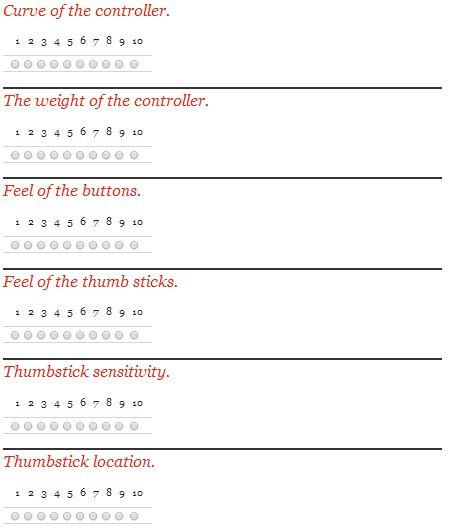 Curve of the controller.
1 2 3 4 5 6 7 8 9 10
The weight of the controller.
1 2 3 4 5 6 7 8 9 10
Feel of the buttons.
1 2 3 4 5 6 7 8 9 10
Feel of the thumb sticks.
1 2 3 4 5 6 7 8 9 10
Thumbstick sensitivity.
1 2 3 4 5 6 7 8 9 10
Thumbstick location.
1 2 3 4 5 6 7 8 9 10